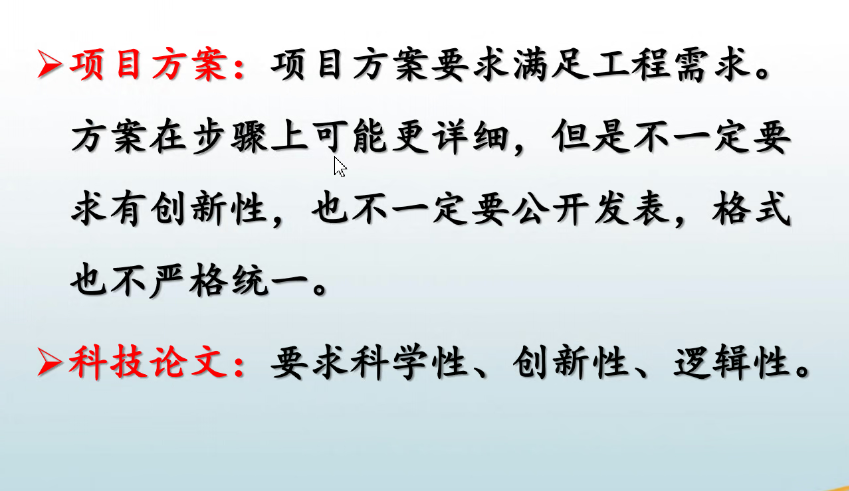 ➢项目方案：项目方案要求满足工程需求。
方案在步骤上可能更详细，但是不一定要
求有创新性，也不一定要公开发表，格式
也不严格统一。
➢科技论文：要求科学性、创新性、逻辑性。